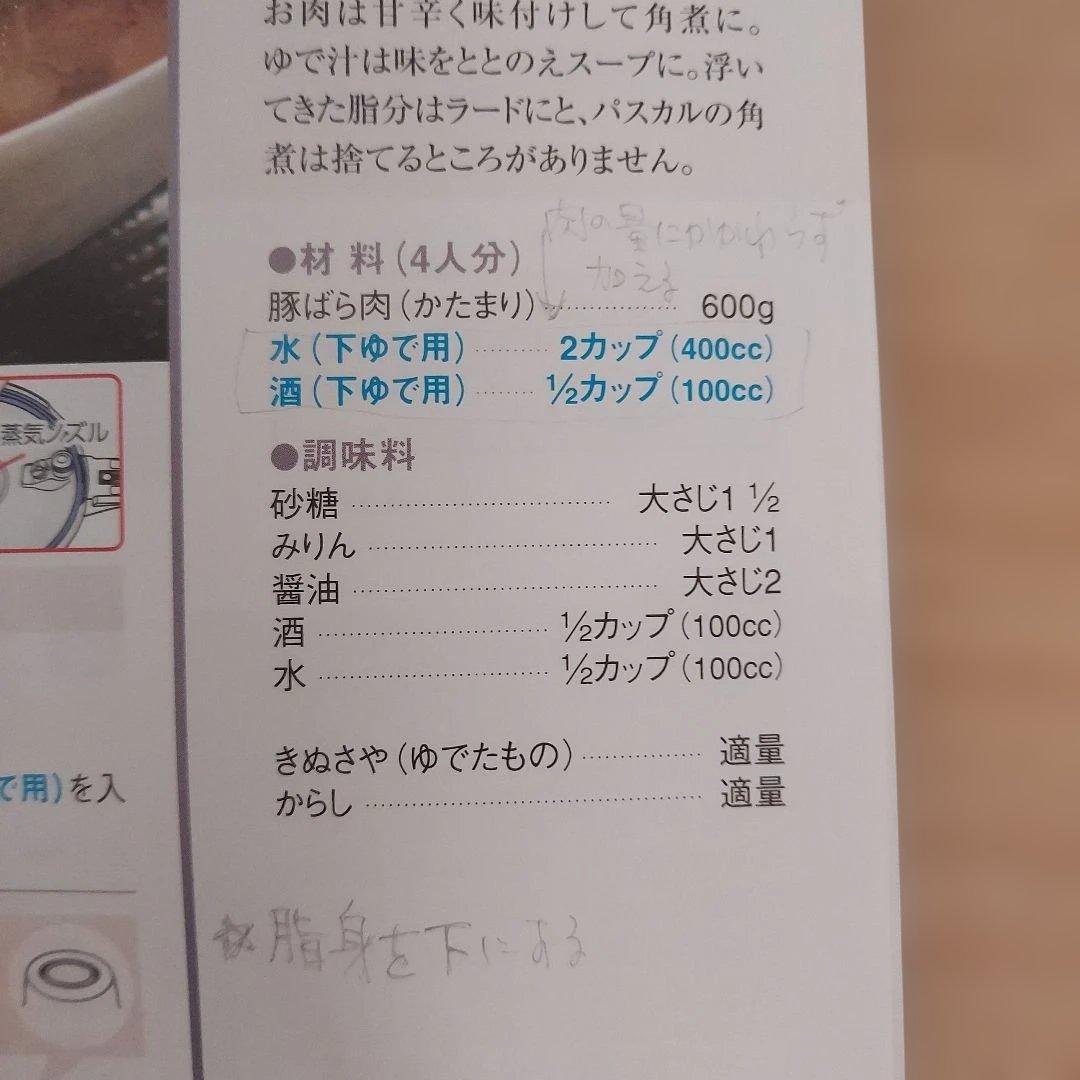 お肉は甘辛く味付けして角煮に。
ゆで汁は味をととのえスープに。浮い
てきた脂分はラードにと、パスカルの角
煮は捨てるところがありません。
肉の量にかかわらず
加える
●材 料(4人分)
豚ばら肉(かたまり)………………600g
水(下ゆで用)………2カップ(400cc)
酒(下ゆで用)……½カップ(100cc)
●調味料
砂糖………………………大さじ1 ½
みりん………………………大さじ1
醤油…………………………大さじ2
酒……………………½カップ(100cc)
水……………………½カップ(100cc)
きぬさや(ゆでたもの)…………適量
からし…………………………適量
脂身を下にする
蒸気ノズル
で用)を入